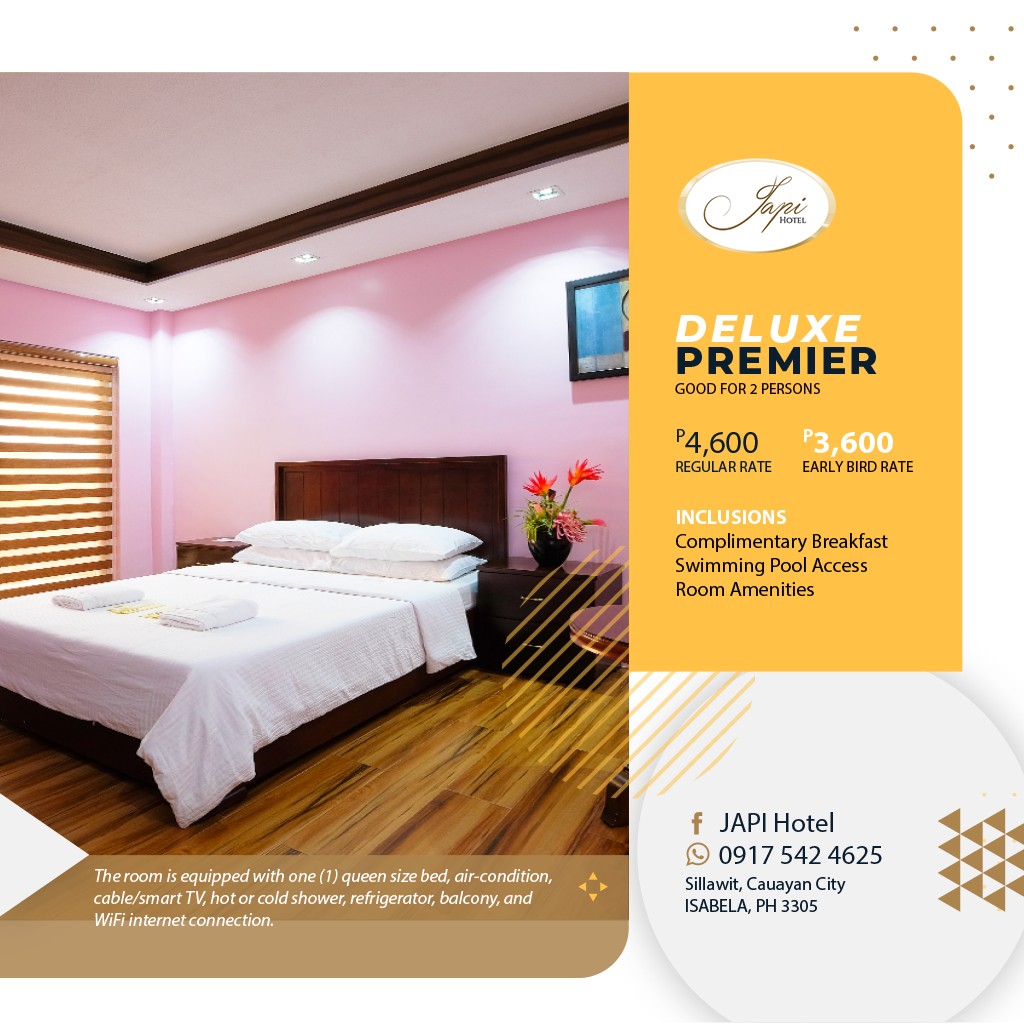 Japi
HOTEL
DELUXE
PREMIER
GOOD FOR 2 PERSONS
P4,600
REGULAR RATE
P3,600
EARLY BIRD RATE
INCLUSIONS
Complimentary Breakfast
Swimming Pool Access
Room Amenities
The room is equipped with one (1) queen size bed, air-condition,
cable/smart TV, hot or cold shower, refrigerator, balcony, and
WiFi internet connection.
f JAPI Hotel
0917 542 4625
Sillawit, Cauayan City
ISABELA, PH 3305